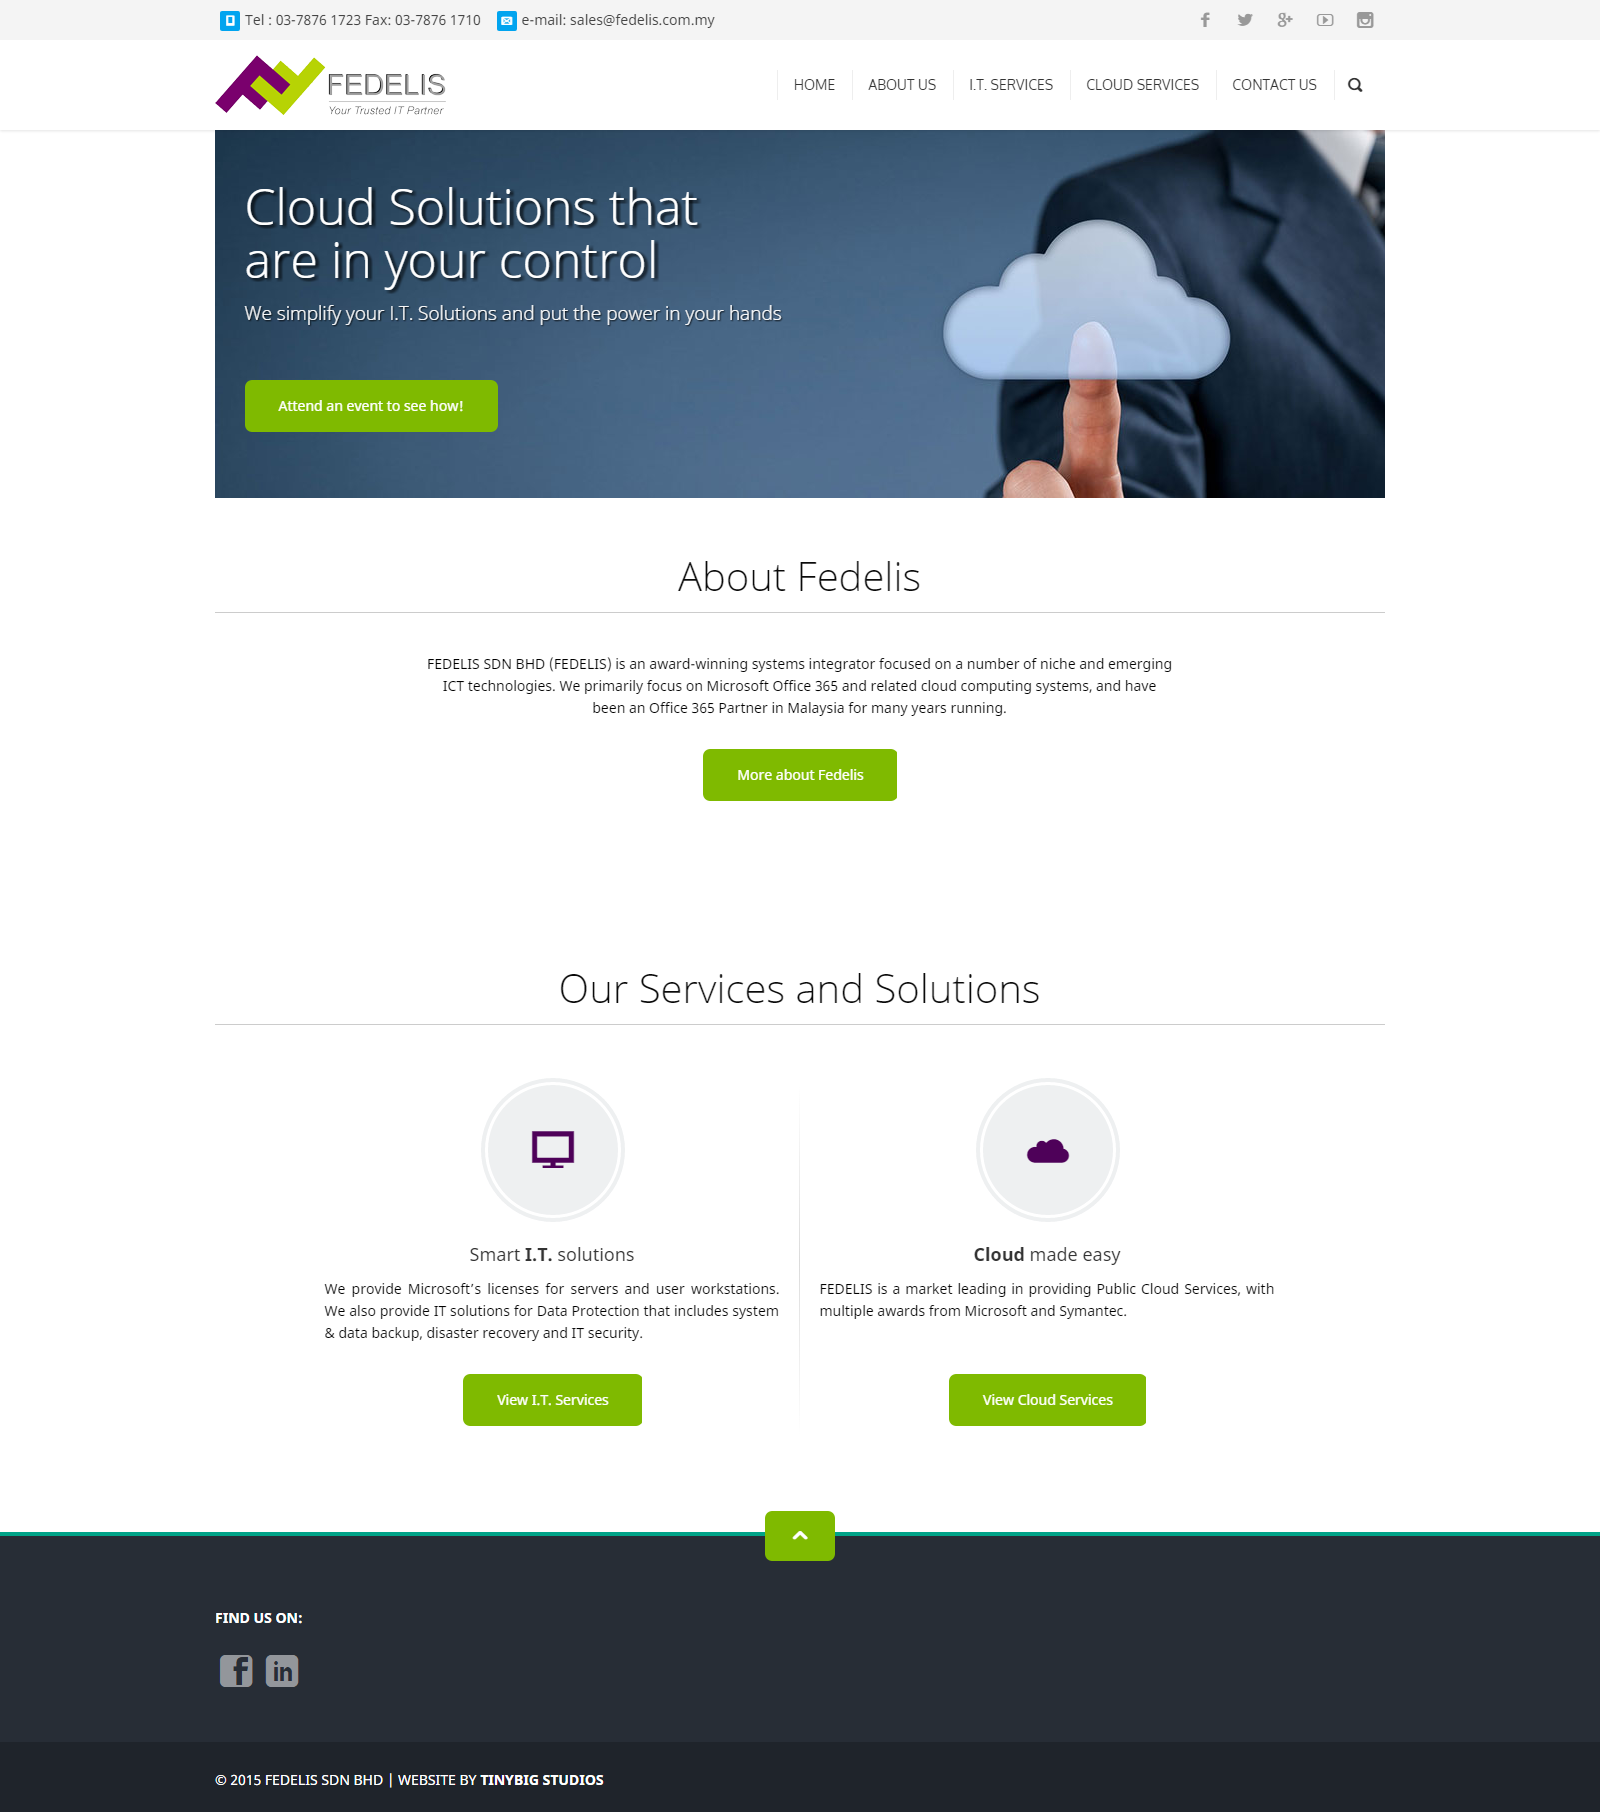 Tel : 03-7876 1723 Fax: 03-7876 1710 e-mail: sales@fedelis.com.my
FEDELIS
Your Trusted IT Partner
HOME ABOUT US I.T. SERVICES CLOUD SERVICES CONTACT US
Cloud Solutions that
are in your control
We simplify your I.T. Solutions and put the power in your hands
Attend an event to see how!
About Fedelis
FEDELIS SDN BHD (FEDELIS) is an award-winning systems integrator focused on a number of niche and emerging
ICT technologies. We primarily focus on Microsoft Office 365 and related cloud computing systems, and have
been an Office 365 Partner in Malaysia for many years running.
More about Fedelis
Our Services and Solutions
Smart I.T. solutions
We provide Microsoft’s licenses for servers and user workstations.
We also provide IT solutions for Data Protection that includes system
& data backup, disaster recovery and IT security.
View I.T. Services
Cloud made easy
FEDELIS is a market leading in providing Public Cloud Services, with
multiple awards from Microsoft and Symantec.
View Cloud Services
FIND US ON:
© 2015 FEDELIS SDN BHD | WEBSITE BY TINYBIG STUDIOS